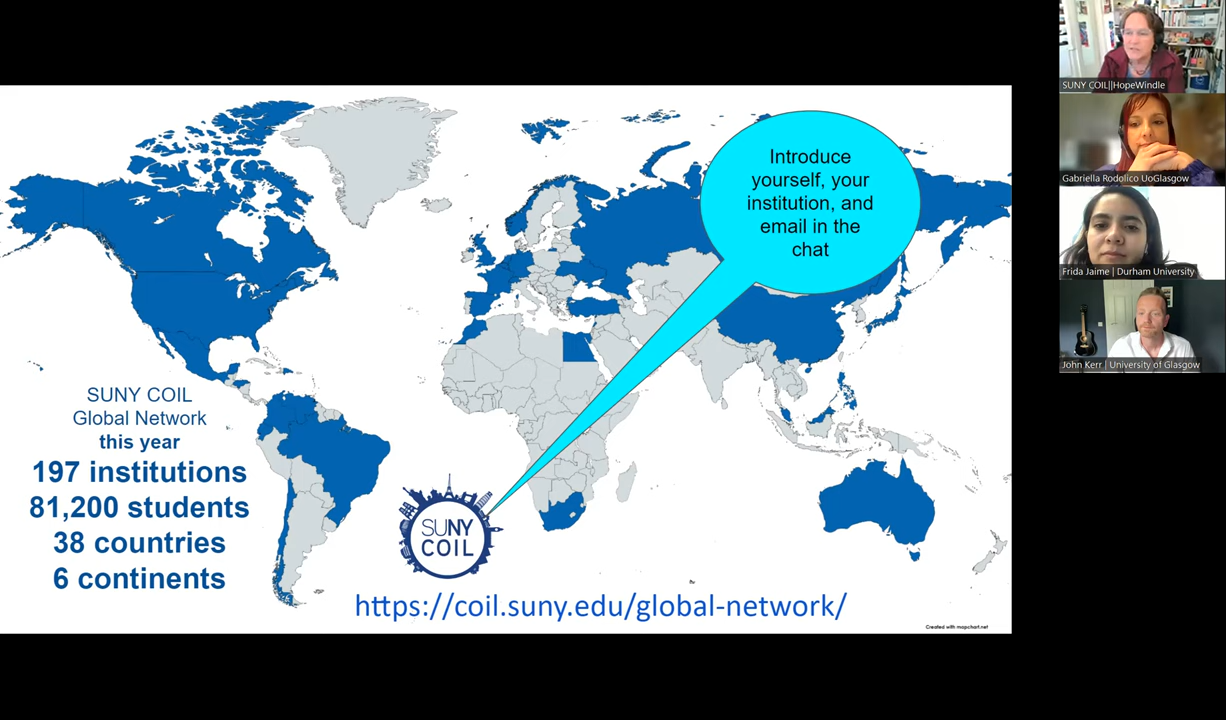 Introduce
yourself, your
institution, and
email in the
chat
SUNY COIL
Global Network
this year
197 institutions
81,200 students
38 countries
6 continents
SUNY
COIL
https://coil.suny.edu/global-network/
Created with mapchart.net
SUNY COIL||HopeWindle
Gabriella Rodolico UoGlasgow
Frida Jaime | Durham University
John Kerr | University of Glasgow